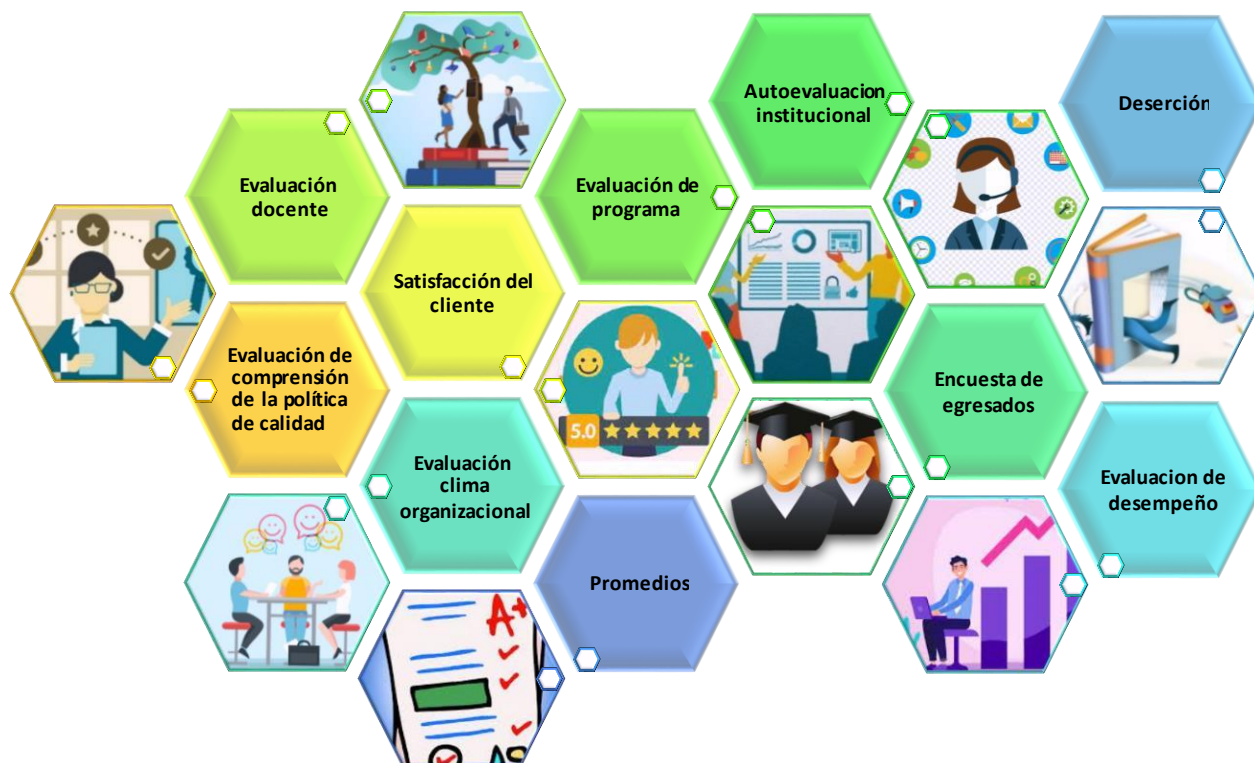 Autoevaluacion
institucional
Deserción
Evaluación
docente
Evaluación de
programa
Satisfacción del
cliente
Evaluación de
comprensión
de la política
de calidad
Encuesta de
egresados
5.0
Evaluación
clima
organizacional
Evaluacion de
desempeño
Promedios
A+